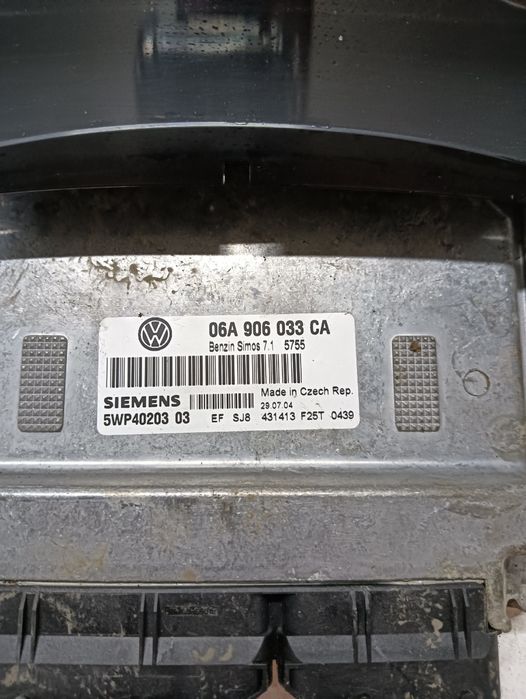 VW
06A 906 033 CA
Benzin Simos 7.1 5755
SIEMENS
Made in Czech Rep.
29.07.04
5WP40203 03 EF SJ8 431413 F25T 0439